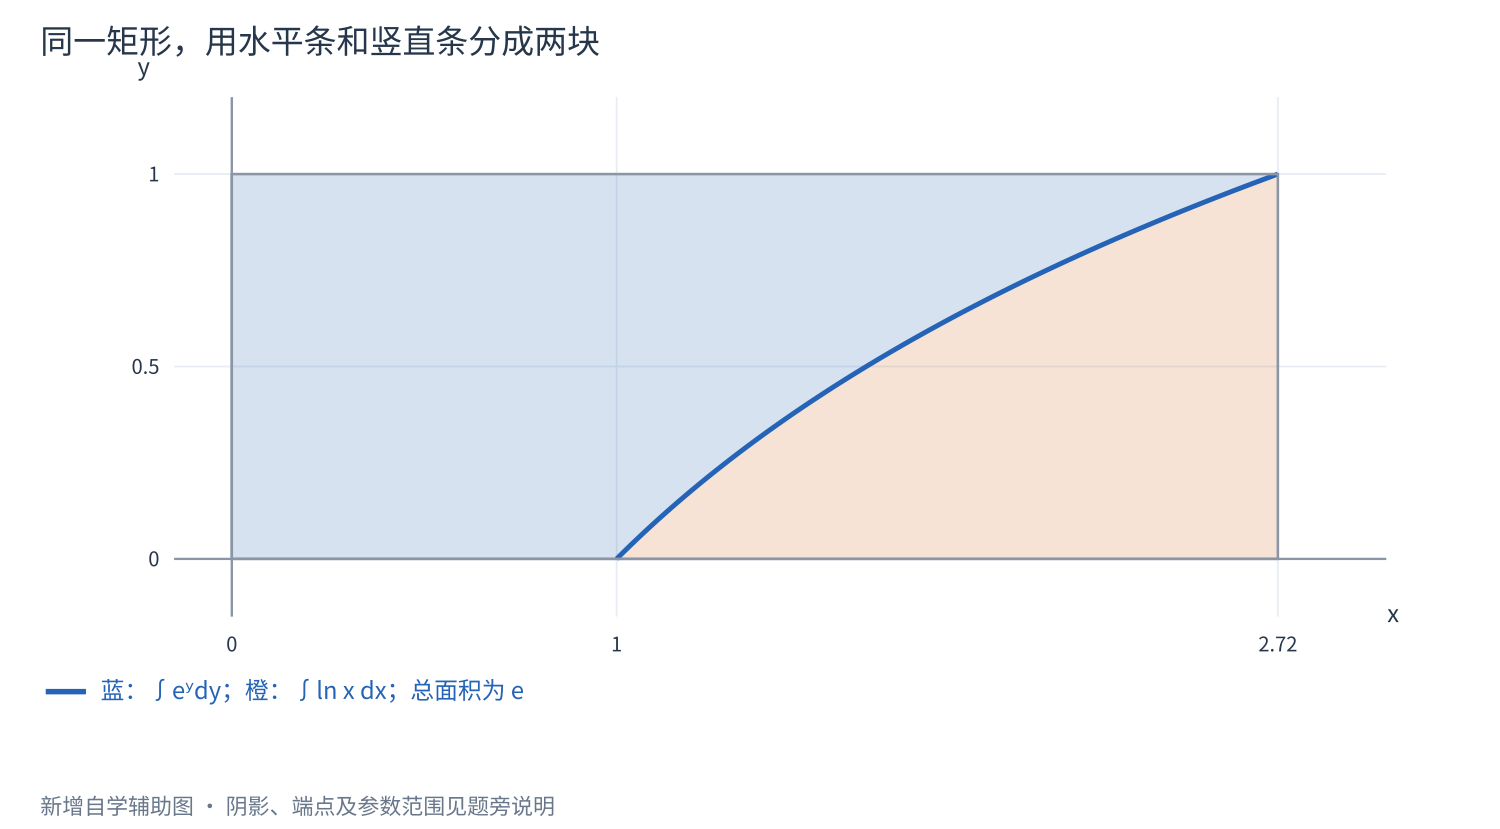 同一矩形，用水平条和竖直条分成两块
y
1
0.5
0
0 1 2.72
x
蓝： ∫ eʸdy；橙： ∫ ln x dx；总面积为 e
新增自学辅助图 · 阴影、端点及参数范围见题旁说明